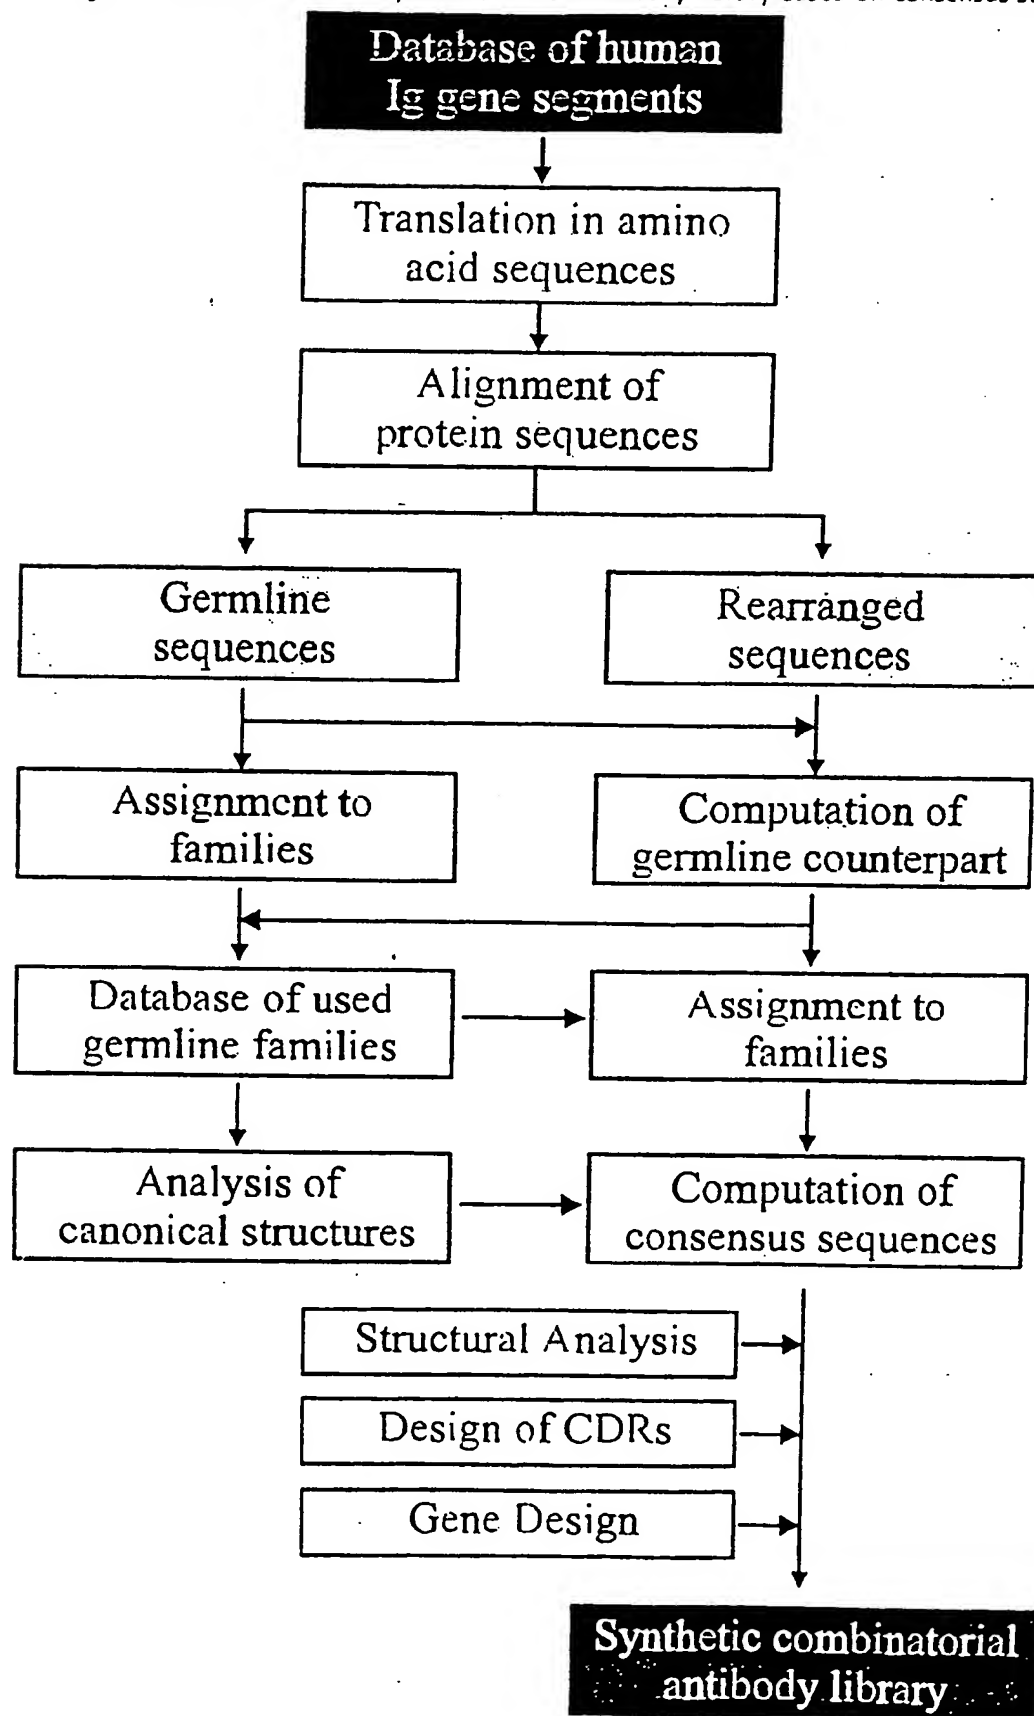 consensus
Database of human
Ig gene segments
Translation in amino
acid sequences
Alignment of
protein sequences
Germline
sequences
Rearranged
sequences
Assignment to
families
Computation of
germline counterpart
Database of used
germline families
Assignment to
families
Analysis of
canonical structures
Computation of
consensus sequences
Structural Analysis
Design of CDRs
Gene Design
Synthetic combinatorial
antibody library